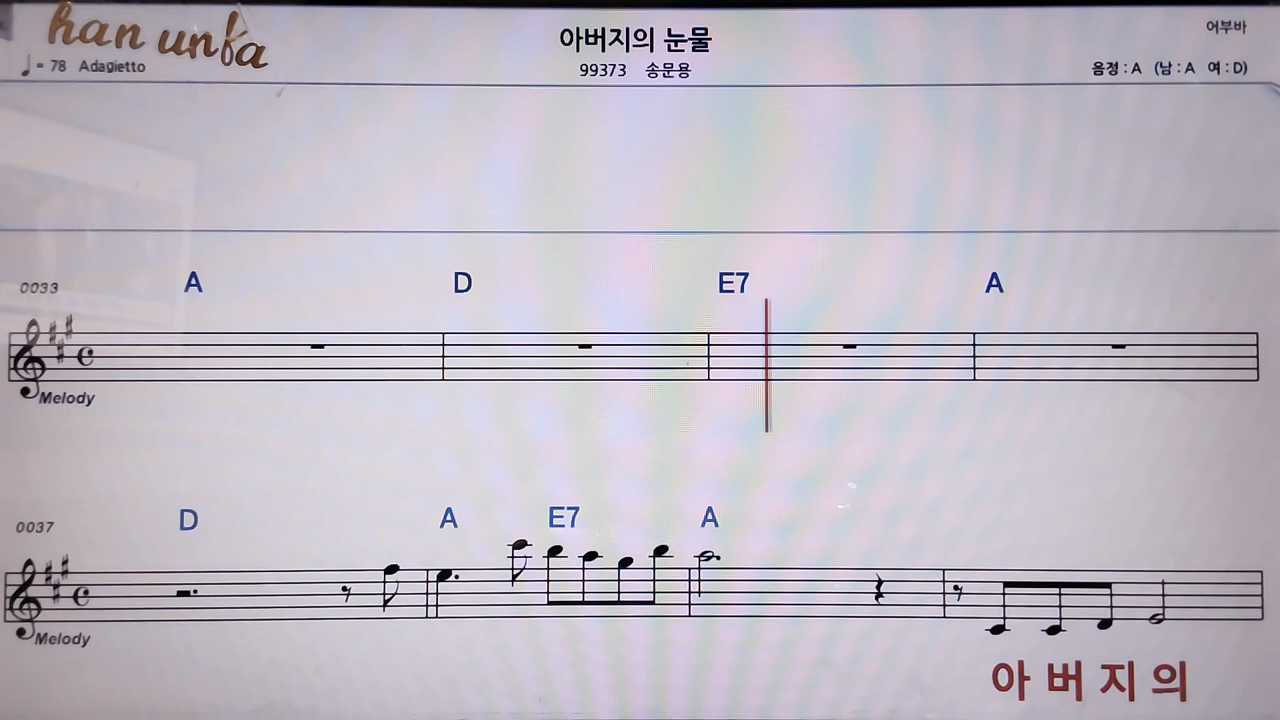 han unfa
아버지의 눈물
어부바
♩ = 78 Adagietto
99373 송문용
음정 : A (남 : A 여 : D)
0033 A D E7 A
Melody
0037 D A E7 A
Melody
아 버 지 의